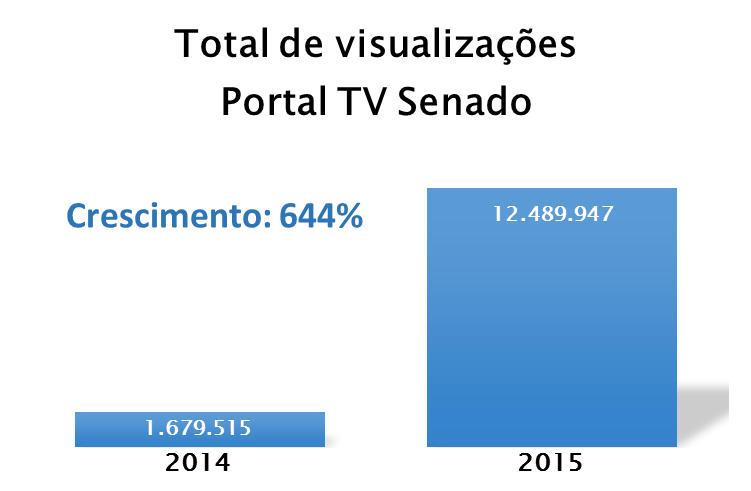 Total de visualizações
Portal TV Senado
Crescimento: 644%
12.489.947
1.679.515
2014
2015